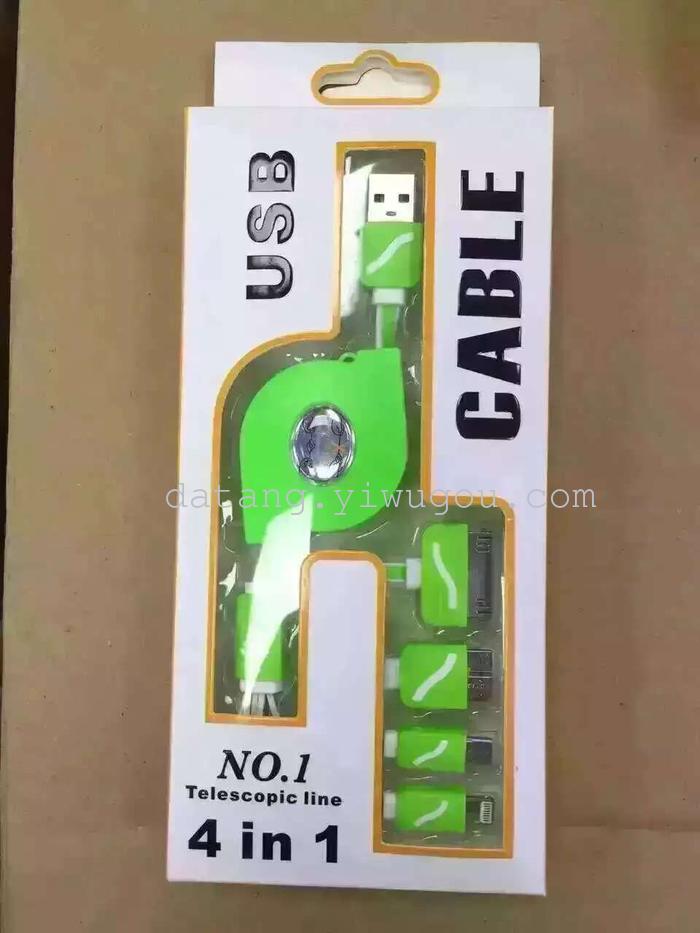 USB
CABLE
datang.yiwugou.com
NO.1
Telescopic line
4 in 1